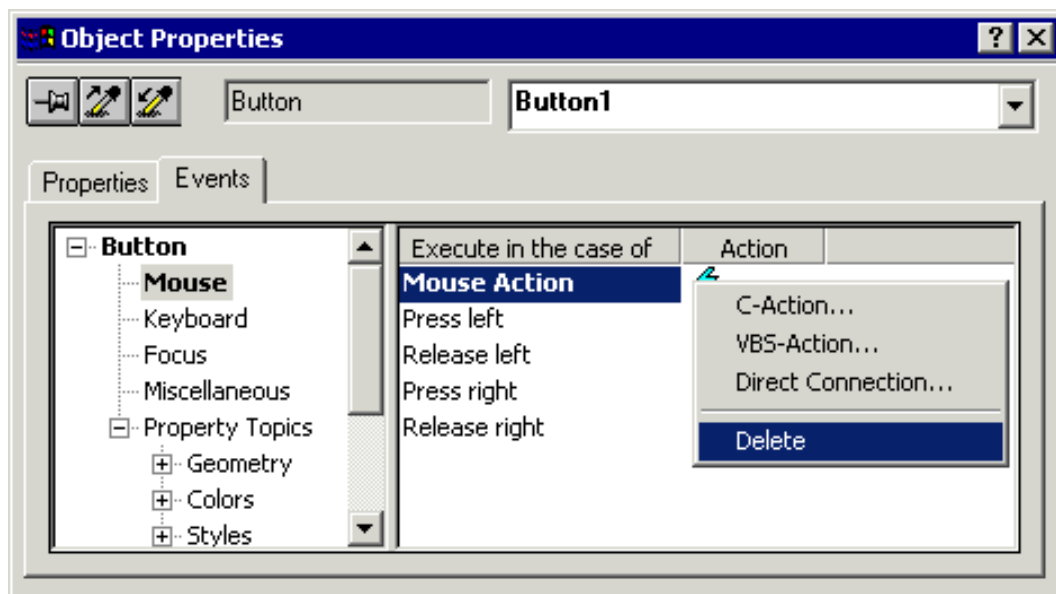 Object Properties
Button
Button1
Properties
Events
Button
Mouse
Keyboard
Focus
Miscellaneous
Property Topics
Geometry
Colors
Styles
Execute in the case of
Action
Mouse Action
Press left
Release left
Press right
Release right
C-Action...
VBS-Action...
Direct Connection...
Delete